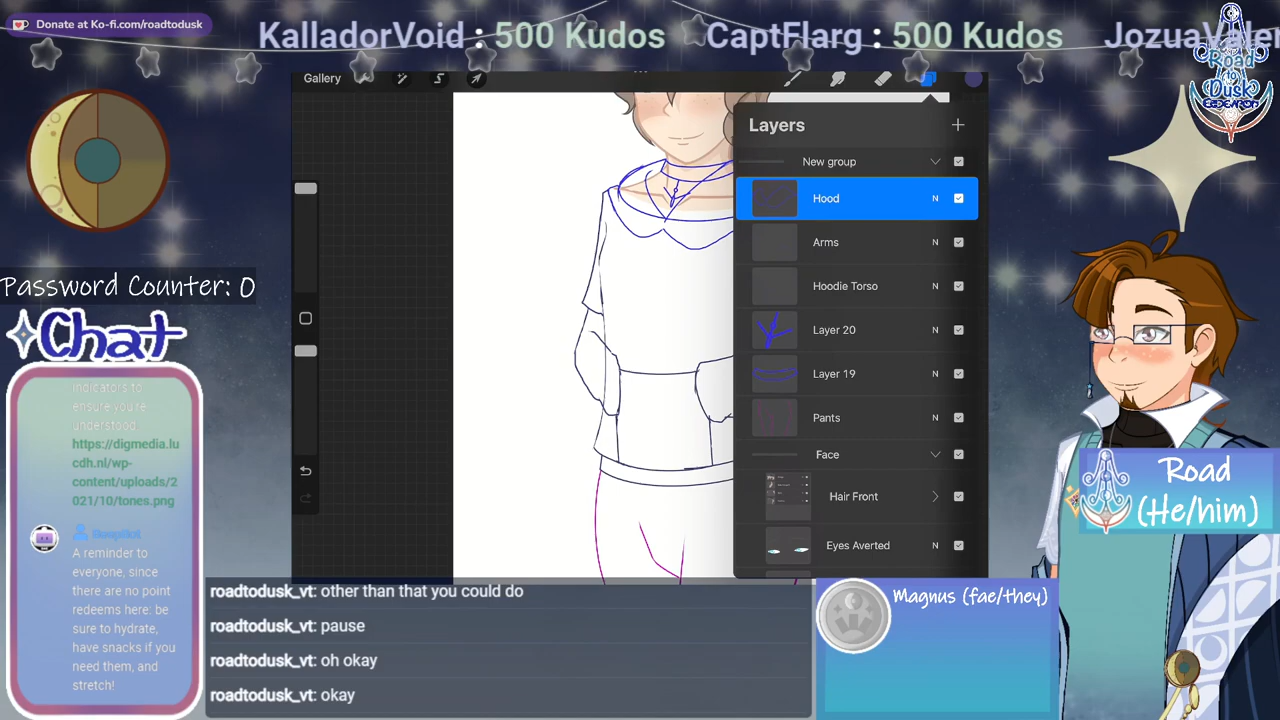 Donate at Ko-fi.com/roadtodusk
KalladorVoid : 500 Kudos CaptFlarg : 500 Kudos
Road
to
Dusk
Gallery
Layers
New group
Hood N
Arms N
Hoodie Torso N
Layer 20 N
Layer 19 N
Pants N
Face
Hair Front
Eyes Averted N
Password Counter: 0
Chat
indicators to
ensure you're
understood.
https://digmedia.lu
cdh.nl/wp-
content/uploads/2
021/10/tones.png
A reminder to
everyone, since
there are no point
redeems here: be
sure to hydrate,
have snacks if you
need them, and
stretch!
roadtodusk_vt: other than that you could do
roadtodusk_vt: pause
roadtodusk_vt: oh okay
roadtodusk_vt: okay
Road
(He/him)
Magnus (fae/they)